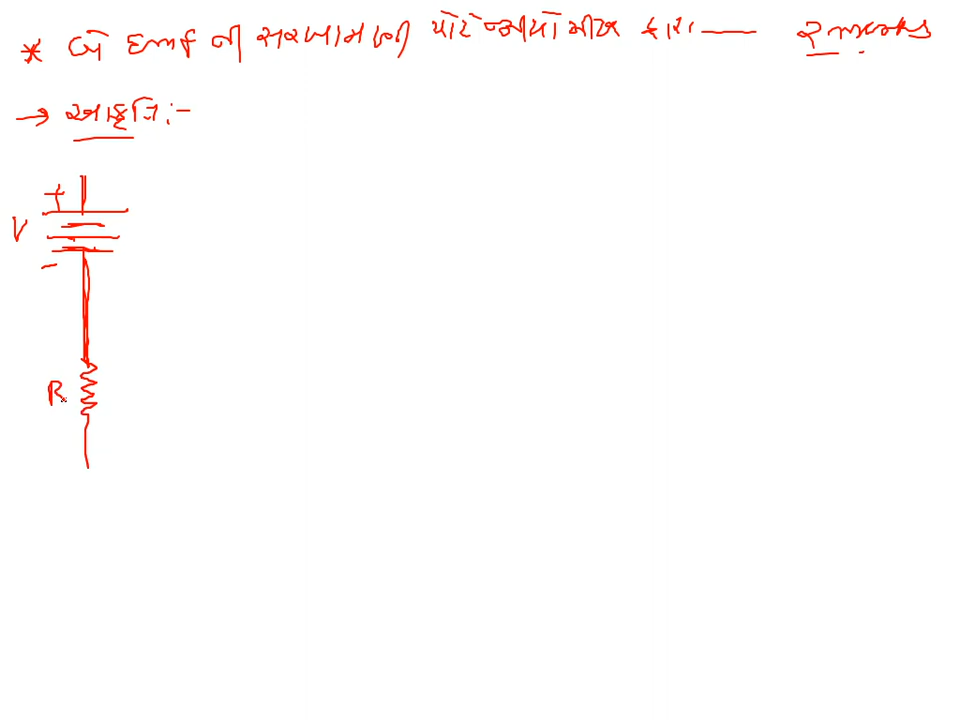 * બે emf ની સરખામણી પોટેન્શીયોમીટર દ્વારા — 2 marks
→ આકૃતિ :-
+
V
-
R